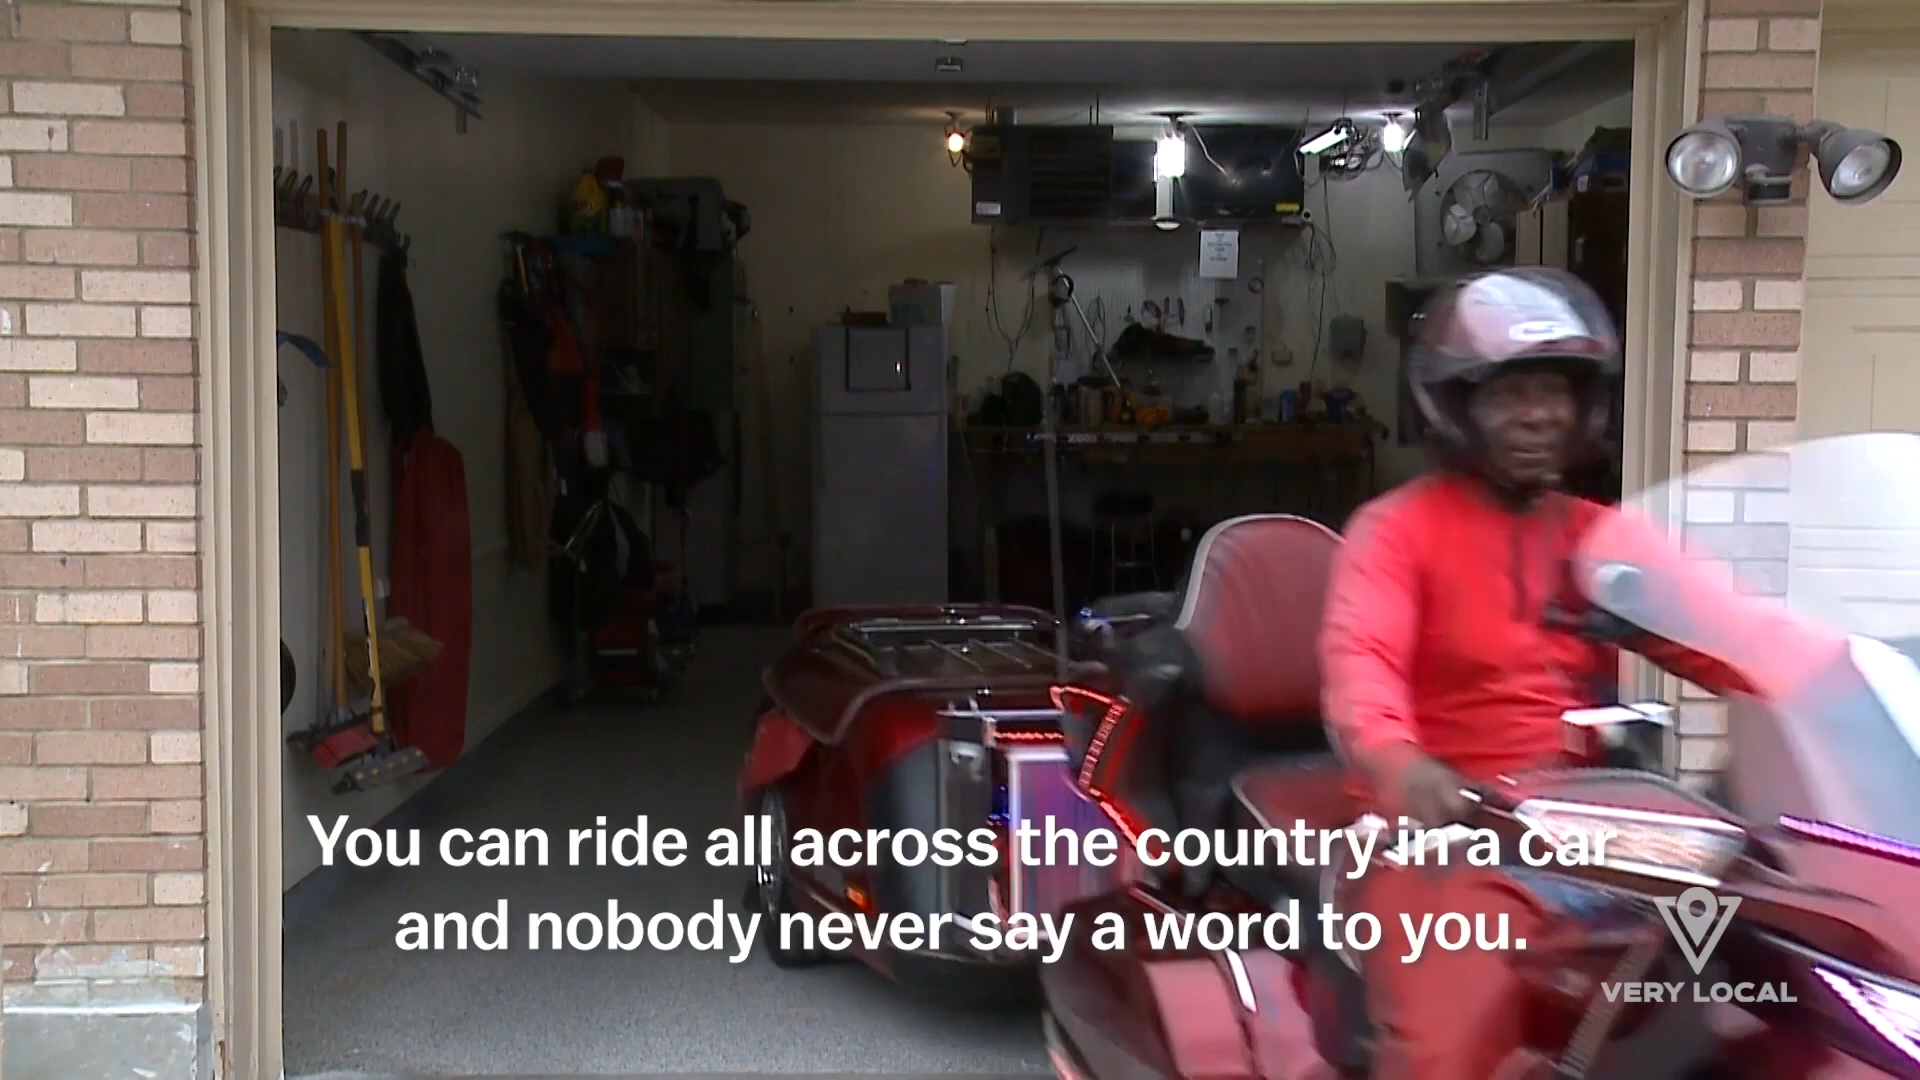 You can ride all across the country in a car
and nobody never say a word to you.
VERY LOCAL